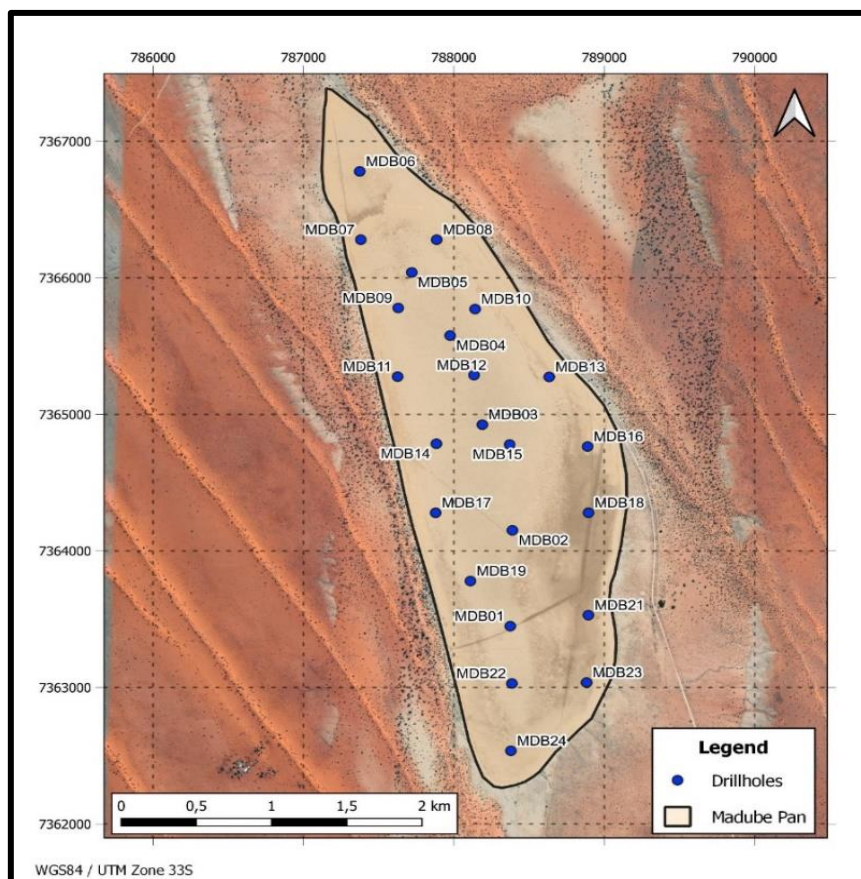 786000 787000 788000 789000 790000
7367000
MDB06
MDB07 MDB08
7366000
MDB05
MDB09 MDB10
MDB04
MDB11 MDB12 MDB13
7365000
MDB03
MDB16
MDB14 MDB15
MDB17 MDB18
7364000
MDB02
MDB19
MDB01 MDB21
7363000
MDB22 MDB23
MDB24
Legend
Drillholes
Madube Pan
0 0,5 1 1,5 2 km
7362000
WGS84 / UTM Zone 33S